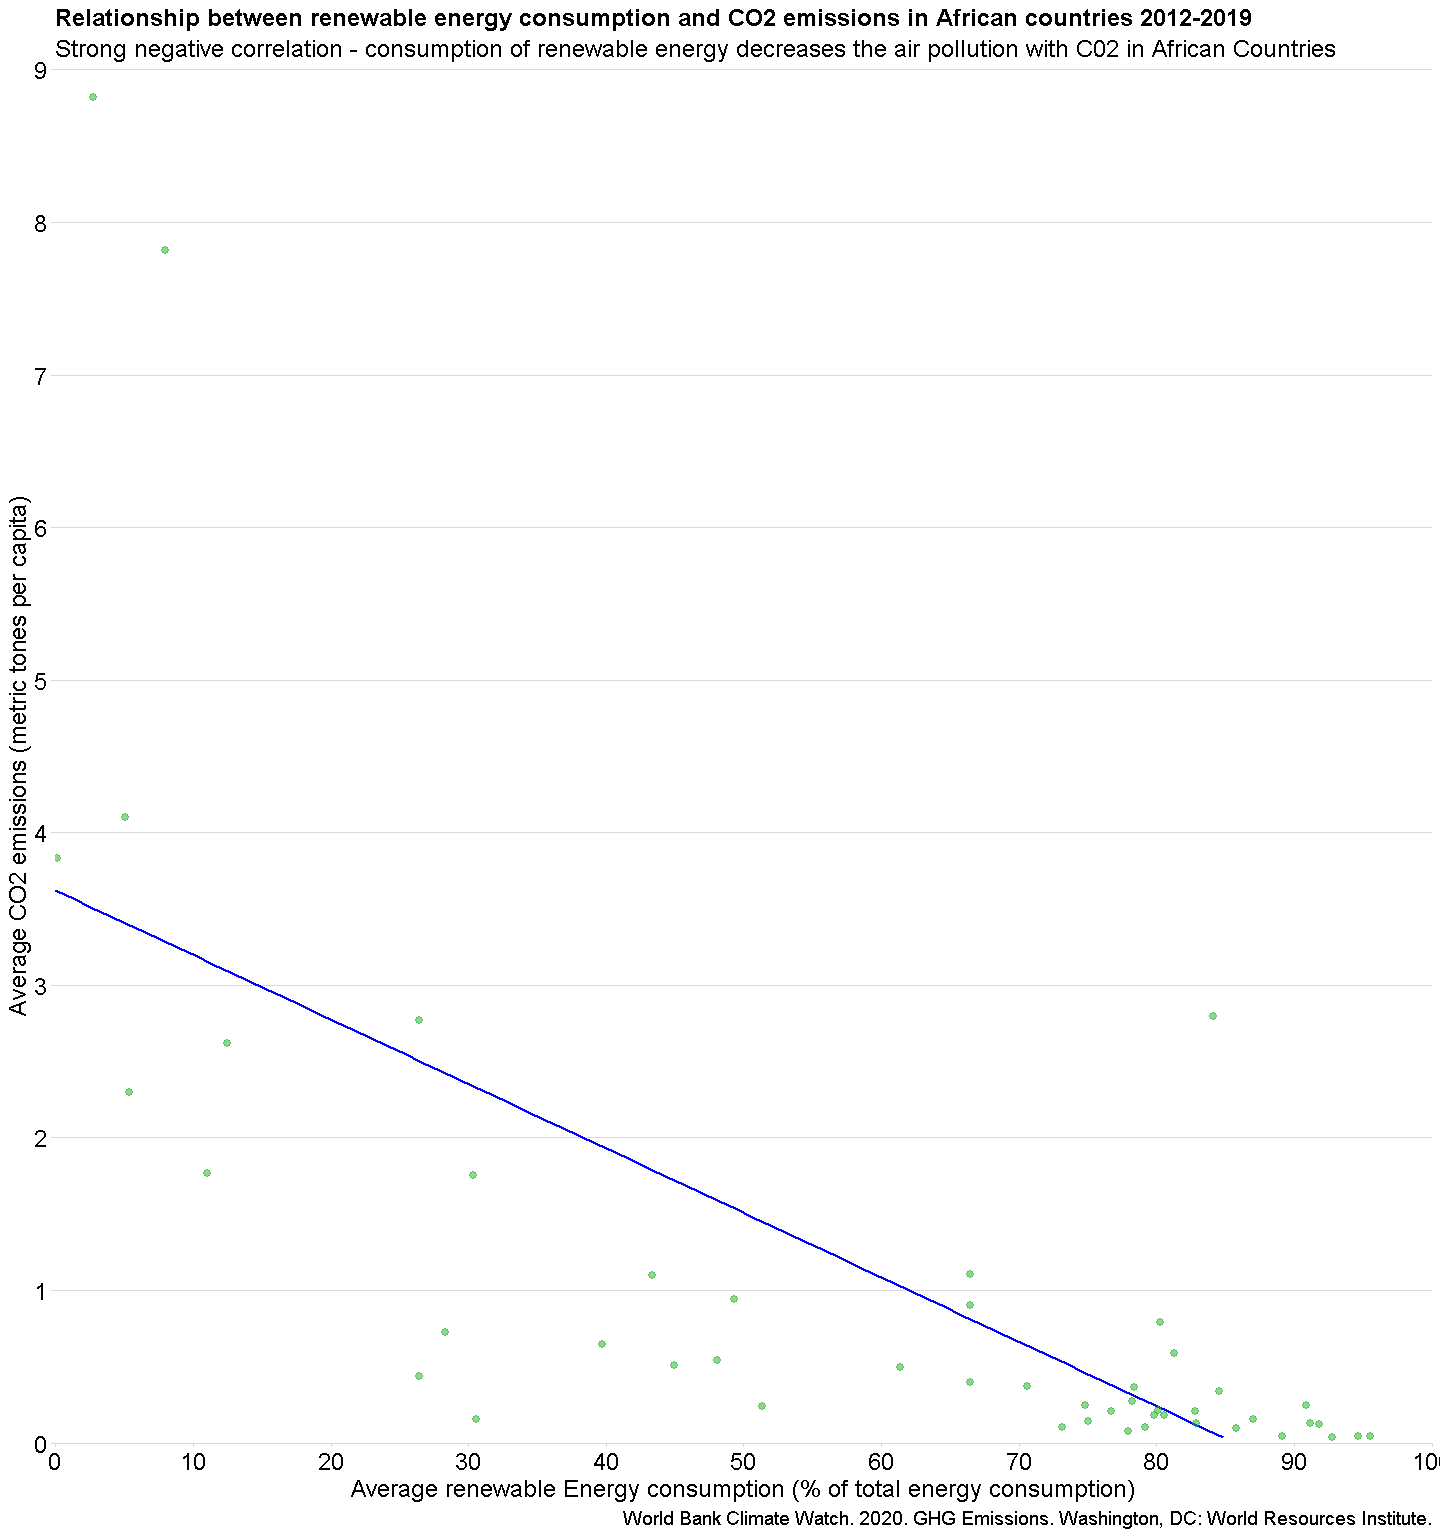 Relationship between renewable energy consumption and CO2 emissions in African countries 2012-2019
Strong negative correlation - consumption of renewable energy decreases the air pollution with C02 in African Countries
9
8
7
6
5
4
3
2
1
0
Average CO2 emissions (metric tones per capita)
0 10 20 30 40 50 60 70 80 90 10
Average renewable Energy consumption (% of total energy consumption)
World Bank Climate Watch. 2020. GHG Emissions. Washington, DC: World Resources Institute.